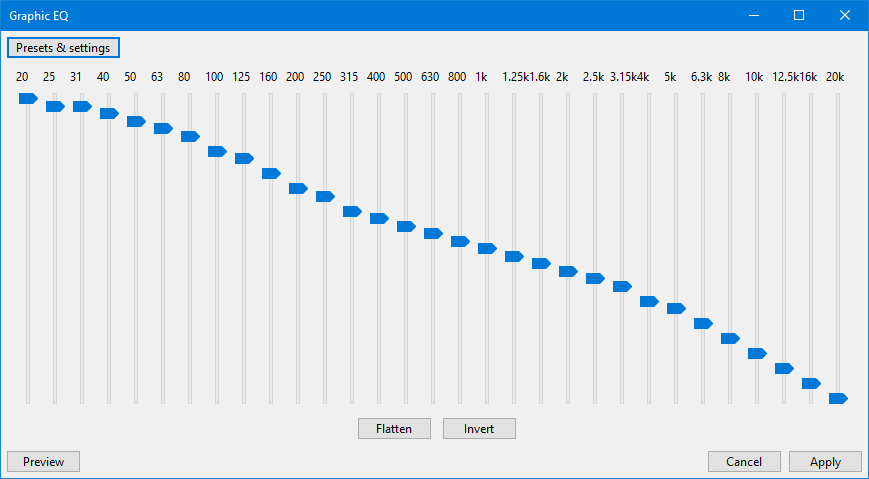 Graphic EQ
Presets & settings
20 25 31 40 50 63 80 100 125 160 200 250 315 400 500 630 800 1k 1.25k 1.6k 2k 2.5k 3.15k 4k 5k 6.3k 8k 10k 12.5k 16k 20k
Flatten Invert
Preview Cancel Apply